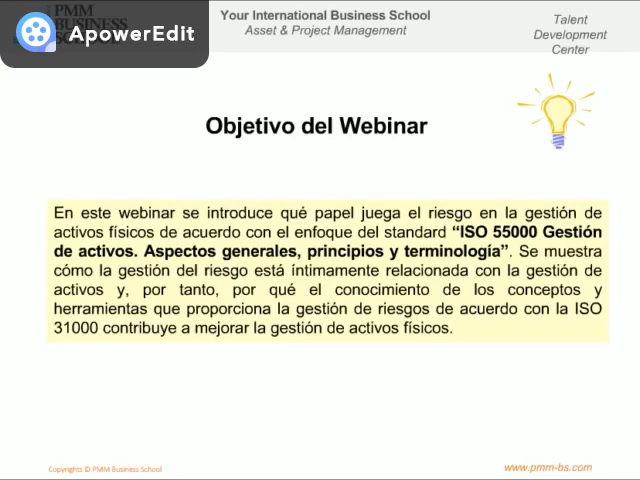 PMM
BUSINESS
SCHOOL
ApowerEdit
Your International Business School
Asset & Project Management
Talent
Development
Center
Objetivo del Webinar
En este webinar se introduce qué papel juega el riesgo en la gestión de
activos físicos de acuerdo con el enfoque del standard “ISO 55000 Gestión
de activos. Aspectos generales, principios y terminología”. Se muestra
cómo la gestión del riesgo está íntimamente relacionada con la gestión de
activos y, por tanto, por qué el conocimiento de los conceptos y
herramientas que proporciona la gestión de riesgos de acuerdo con la ISO
31000 contribuye a mejorar la gestión de activos físicos.
Copyrights © PMM Business School
www.pmm-bs.com